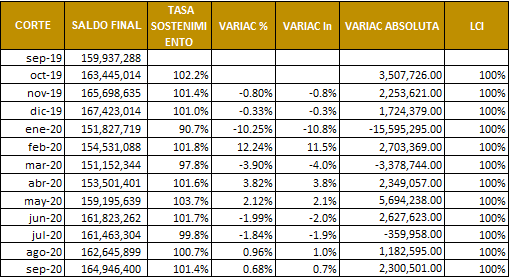 CORTE SALDO FINAL TASA SOSTENIMIENTO VARIAC % VARIAC ln VARIAC ABSOLUTA LCI
sep-19 159,937,288
oct-19 163,445,014 102.2% 3,507,726.00 100%
nov-19 165,698,635 101.4% -0.80% -0.8% 2,253,621.00 100%
dic-19 167,423,014 101.0% -0.33% -0.3% 1,724,379.00 100%
ene-20 151,827,719 90.7% -10.25% -10.8% -15,595,295.00 100%
feb-20 154,531,088 101.8% 12.24% 11.5% 2,703,369.00 100%
mar-20 151,152,344 97.8% -3.90% -4.0% -3,378,744.00 100%
abr-20 153,501,401 101.6% 3.82% 3.8% 2,349,057.00 100%
may-20 159,195,639 103.7% 2.12% 2.1% 5,694,238.00 100%
jun-20 161,823,262 101.7% -1.99% -2.0% 2,627,623.00 100%
jul-20 161,463,304 99.8% -1.84% -1.9% -359,958.00 100%
ago-20 162,645,899 100.7% 0.96% 1.0% 1,182,595.00 100%
sep-20 164,946,400 101.4% 0.68% 0.7% 2,300,501.00 100%